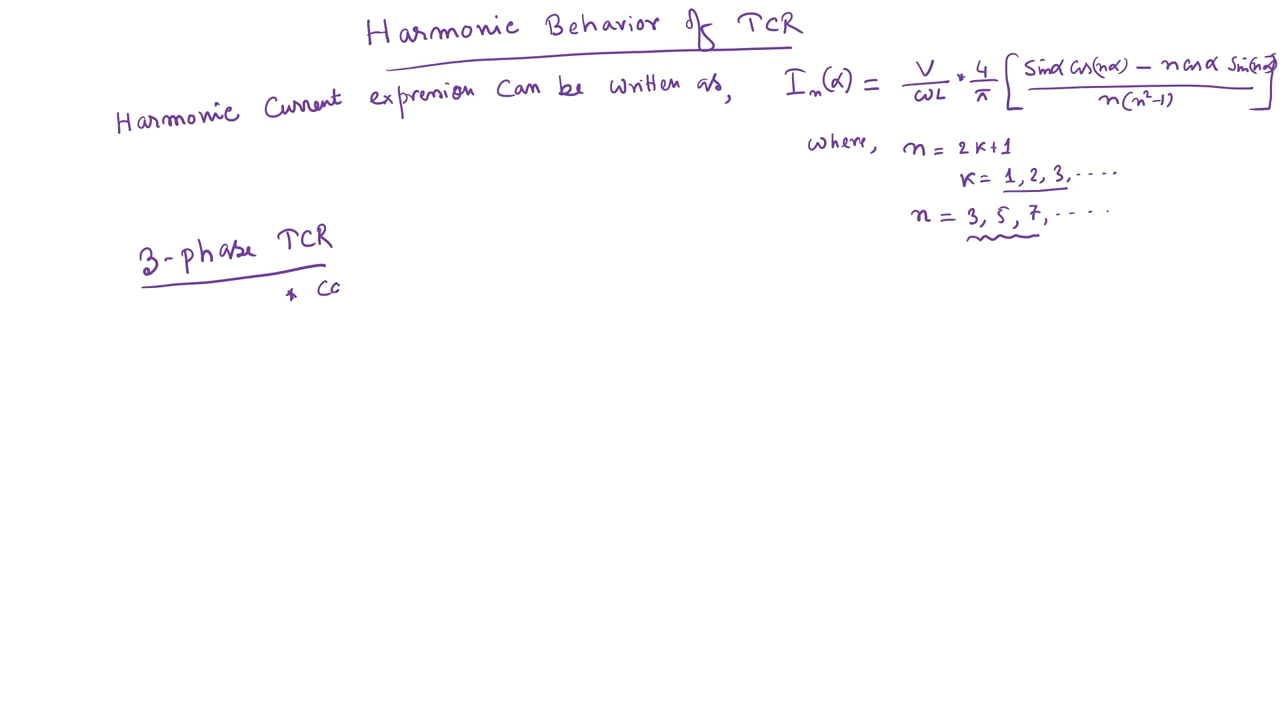 Harmonic Behavior of TCR
Harmonic Current expression can be written as, Iₙ(α) = V/ωL * 4/π [ (Sinα Cos(nα) − n cosα Sin(nα)) / n(n²−1) ]
where, n = 2K+1
K = 1, 2, 3, ....
n = 3, 5, 7, ....
3-phase TCR
* Co